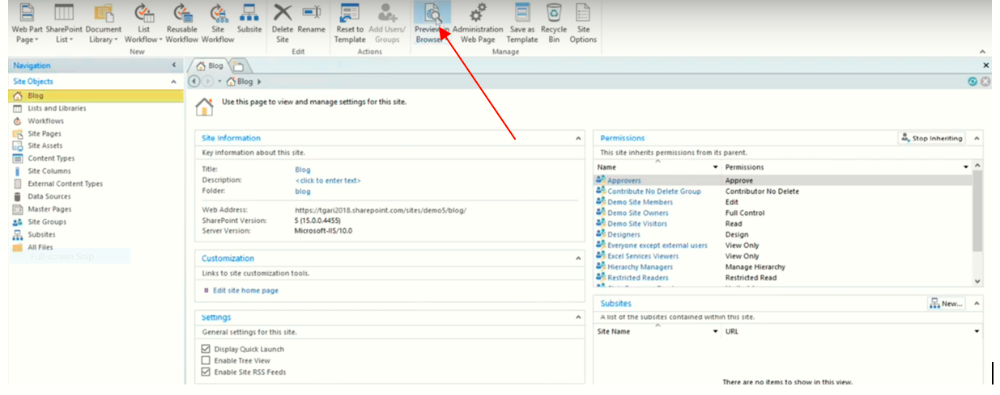 Web Part Page SharePoint List Document Library List Workflow Reusable Workflow Site Workflow Subsite Delete Site Rename Reset to Template Add Users/ Groups Preview in Browser Administration Web Page Save as Template Recycle Bin Site Options
New Edit Actions Manage
Navigation
Blog
Site Objects
Blog
Blog
Lists and Libraries
Workflows
Site Pages
Site Assets
Content Types
Site Columns
External Content Types
Data Sources
Master Pages
Site Groups
Subsites
All Files
Full-screen Snip
Use this page to view and manage settings for this site.
Site Information
Key information about this site.
Title: Blog
Description: <click to enter text>
Folder: blog
Web Address: https://tgari2018.sharepoint.com/sites/demo5/blog/
SharePoint Version: 5 (15.0.0.4455)
Server Version: Microsoft-IIS/10.0
Customization
Links to site customization tools.
Edit site home page
Settings
General settings for this site.
Display Quick Launch
Enable Tree View
Enable Site RSS Feeds
Permissions Stop Inheriting
This site inherits permissions from its parent.
Name Permissions
Approvers Approve
Contribute No Delete Group Contributor No Delete
Demo Site Members Edit
Demo Site Owners Full Control
Demo Site Visitors Read
Designers Design
Everyone except external users View Only
Excel Services Viewers View Only
Hierarchy Managers Manage Hierarchy
Restricted Readers Restricted Read
Subsites New...
A list of the subsites contained within this site.
Site Name URL
There are no items to show in this view.